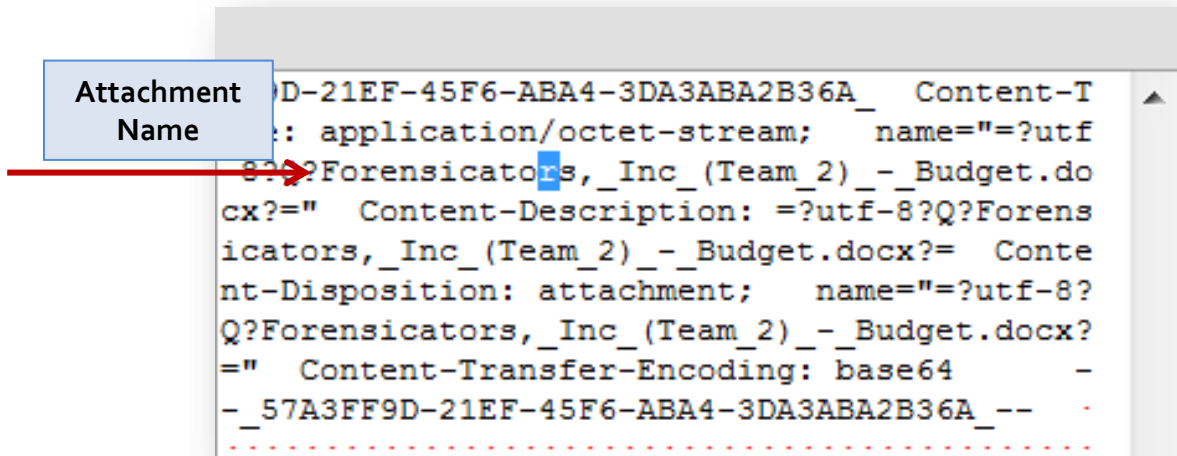 Attachment
Name
9D-21EF-45F6-ABA4-3DA3ABA2B36A_ Content-T
e: application/octet-stream; name="=?utf
8?Q?Forensicators,_Inc_(Team_2)_-_Budget.do
cx?=" Content-Description: =?utf-8?Q?Forens
icators,_Inc_(Team_2)_-_Budget.docx?= Conte
nt-Disposition: attachment; name="=?utf-8?
Q?Forensicators,_Inc_(Team_2)_-_Budget.docx?
=" Content-Transfer-Encoding: base64 -
-_57A3FF9D-21EF-45F6-ABA4-3DA3ABA2B36A_--